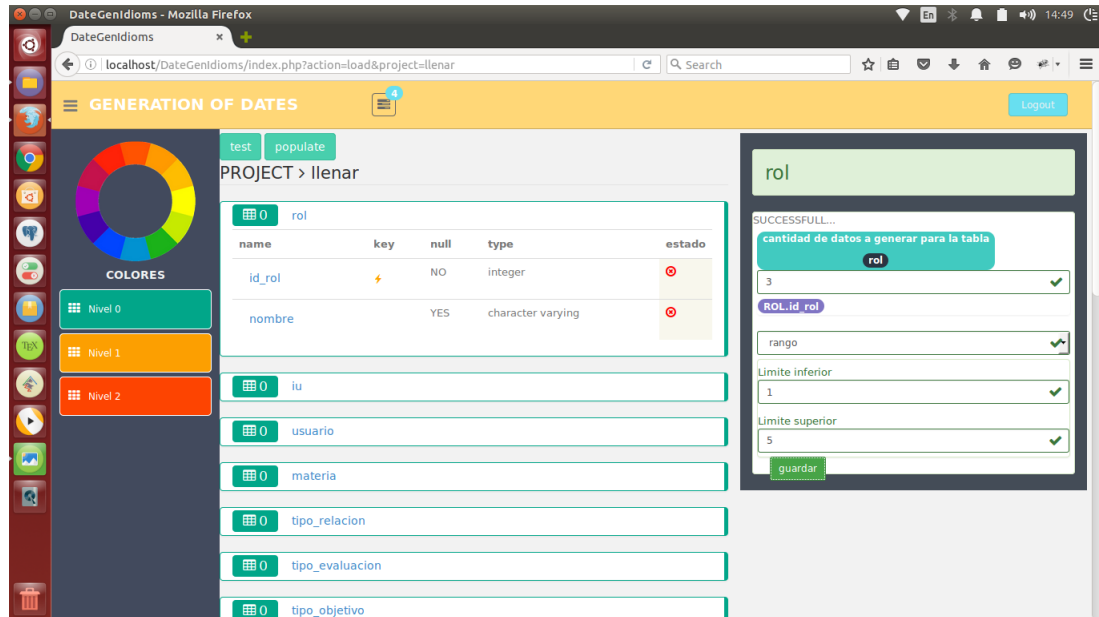 DateGenIdioms - Mozilla Firefox
En
14:49
DateGenIdioms
localhost/DateGenIdioms/index.php?action=load&project=llenar
Search
GENERATION OF DATES
4
Logout
test
populate
PROJECT > llenar
0 rol
name key null type estado
id_rol NO integer
nombre YES character varying
0 iu
0 usuario
0 materia
0 tipo_relacion
0 tipo_evaluacion
0 tipo_objetivo
COLORES
Nivel 0
Nivel 1
Nivel 2
rol
SUCCESSFULL...
cantidad de datos a generar para la tabla
rol
3
ROL.id_rol
rango
Limite inferior
1
Limite superior
5
guardar
TEX